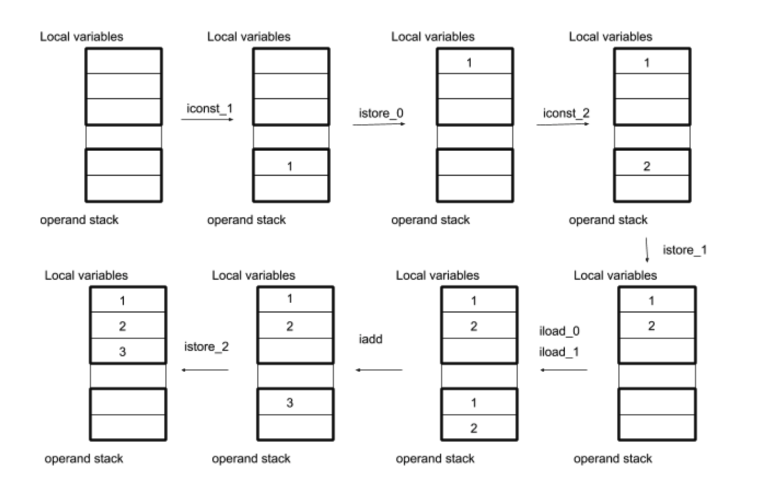 Local variables Local variables Local variables Local variables
1 1
iconst_1 istore_0 iconst_2
1 2
operand stack operand stack operand stack operand stack
istore_1
Local variables Local variables Local variables Local variables
1 1 1 1
2 2 2 2
3
istore_2 iadd iload_0
iload_1
3 1
2
operand stack operand stack operand stack operand stack